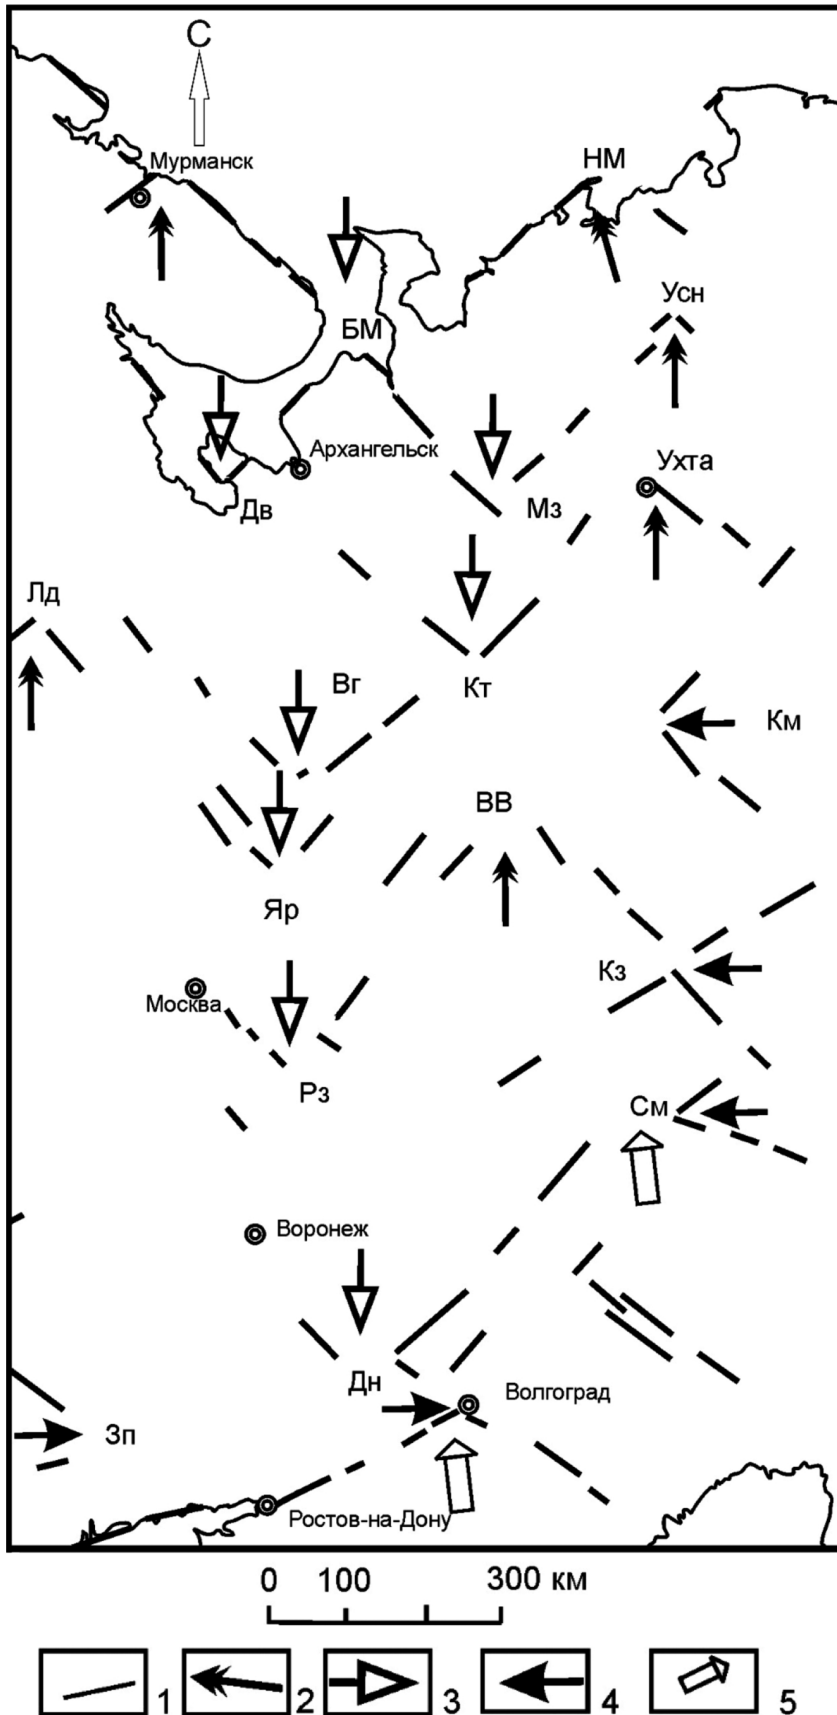 С
Мурманск
НМ
Усн
БМ
Архангельск
Ухта
Дв
Мз
Лд
Вг
Кт
Км
ВВ
Яр
Кз
Москва
Рз
См
Воронеж
Дн
Волгоград
Зп
Ростов-на-Дону
0 100 300 км
1 2 3 4 5